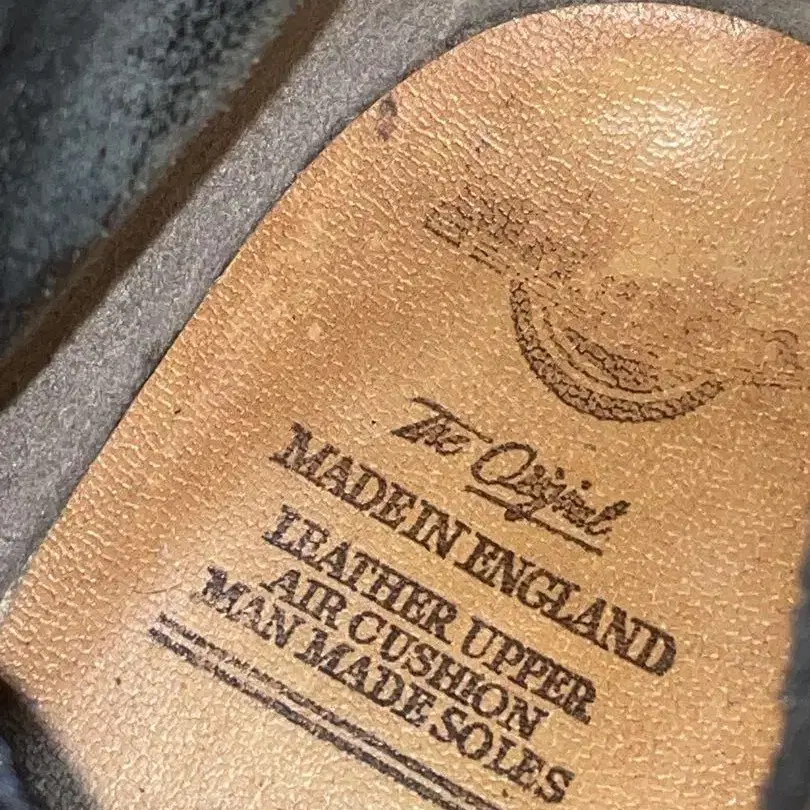 The Original
MADE IN ENGLAND
LEATHER UPPER
AIR CUSHION
MAN MADE SOLES